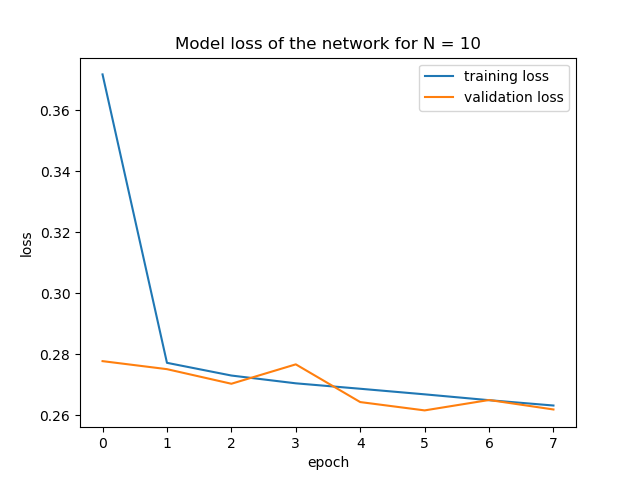 Model loss of the network for N = 10
training loss
validation loss
loss
0.36
0.34
0.32
0.30
0.28
0.26
0 1 2 3 4 5 6 7
epoch